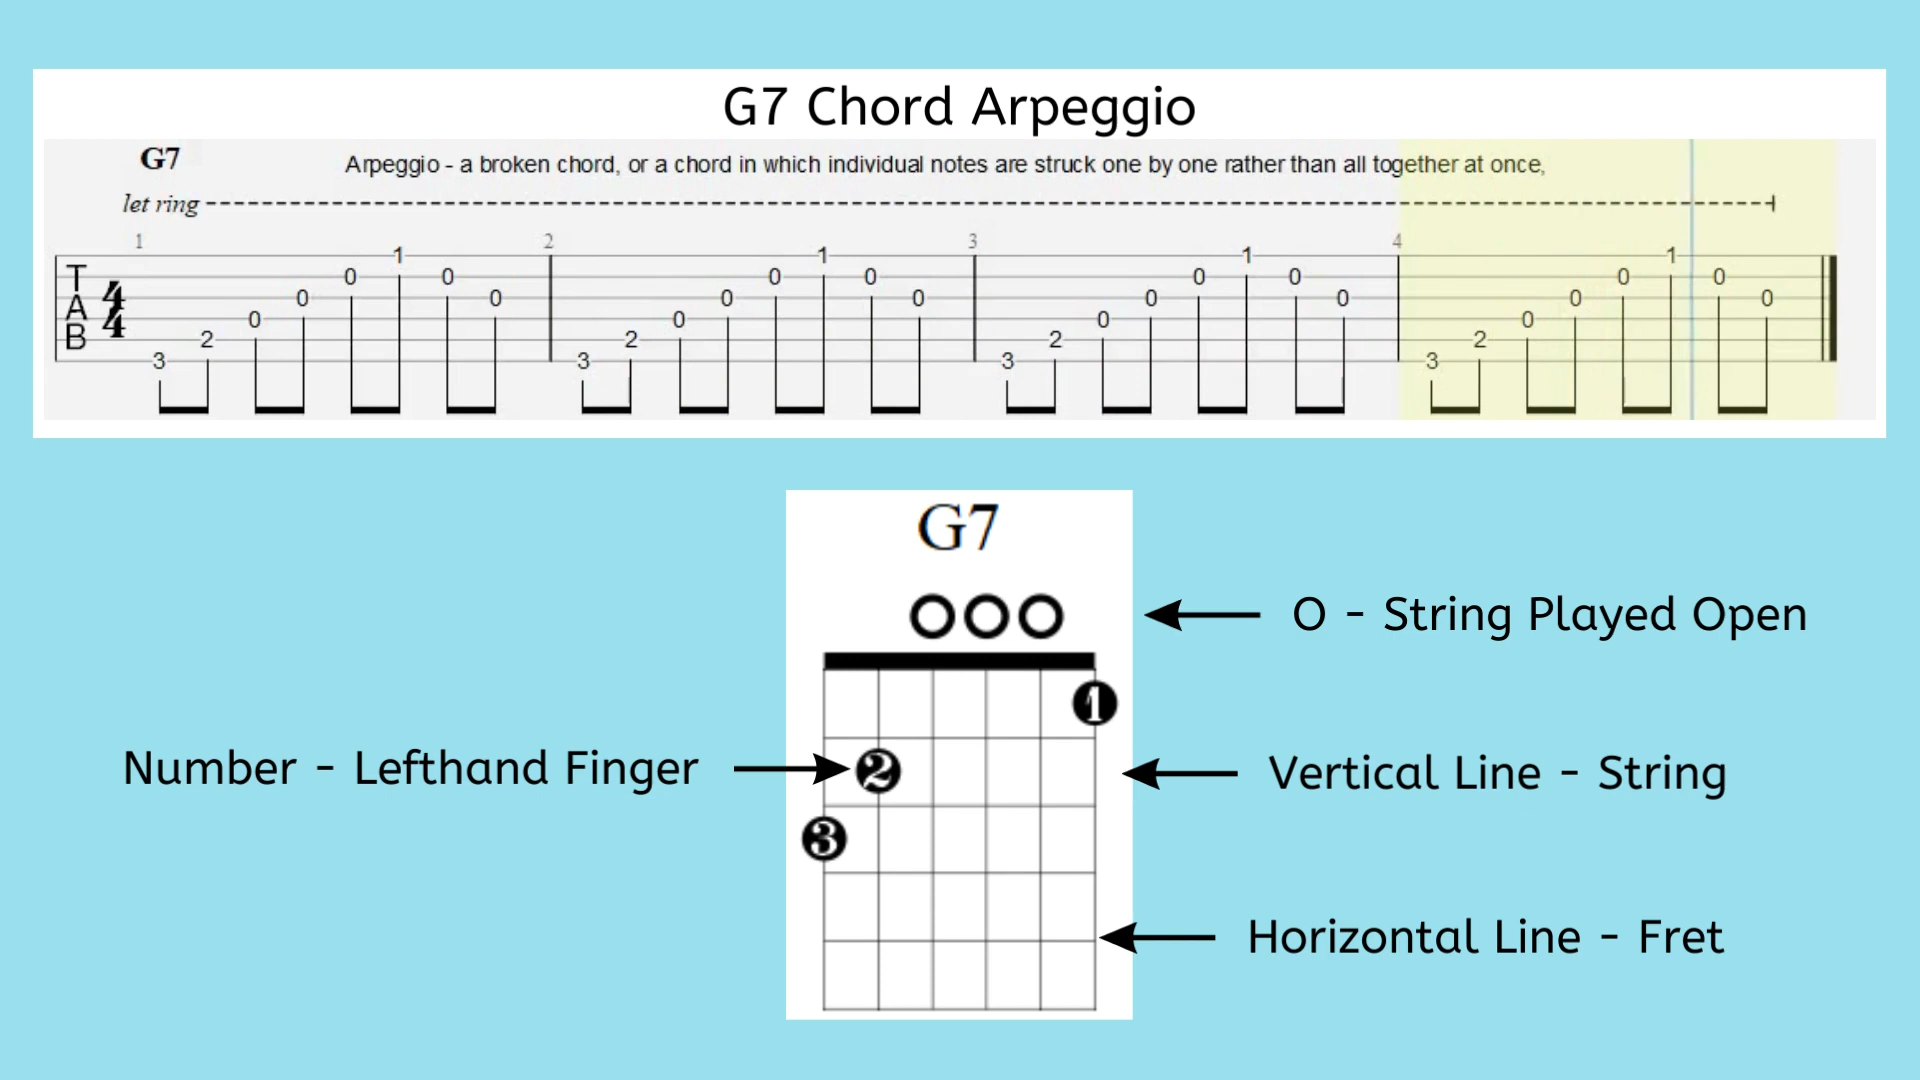 G7 Chord Arpeggio
G7 Arpeggio - a broken chord, or a chord in which individual notes are struck one by one rather than all together at once,
let ring
1 2 3 4
T
A
B
4
4
3 2 0 0 0 1 0 0 3 2 0 0 0 1 0 0 3 2 0 0 0 1 0 0 3 2 0 0 0 1 0 0
G7
O - String Played Open
1
Number - Lefthand Finger 2 Vertical Line - String
3
Horizontal Line - Fret